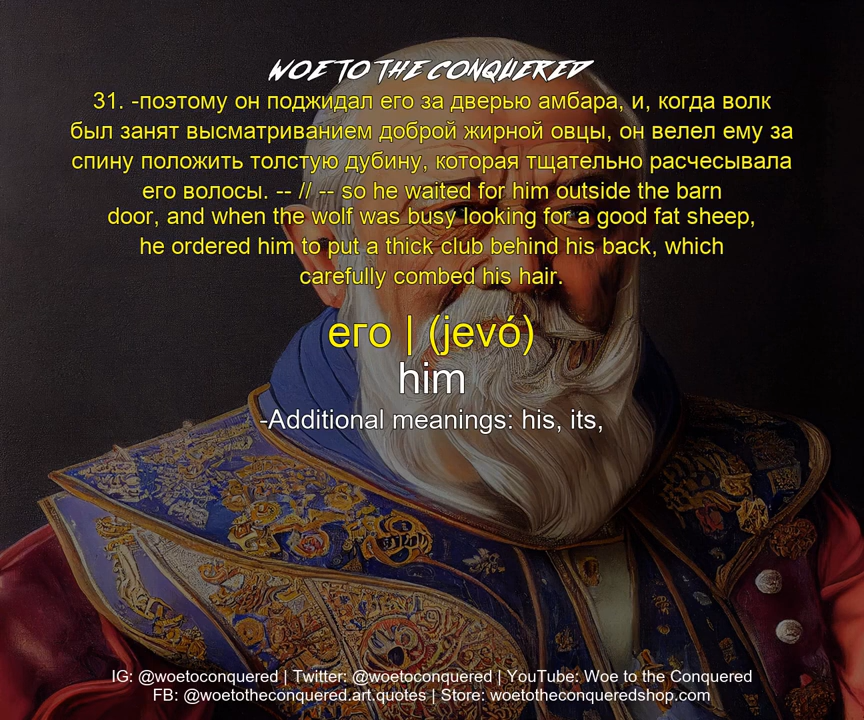 WOE TO THE CONQUERED
31. -поэтому он поджидал его за дверью амбара, и, когда волк
был занят высматриванием доброй жирной овцы, он велел ему за
спину положить толстую дубину, которая тщательно расчесывала
его волосы. -- // -- so he waited for him outside the barn
door, and when the wolf was busy looking for a good fat sheep,
he ordered him to put a thick club behind his back, which
carefully combed his hair.
его | (jevó)
him
-Additional meanings: his, its,
IG: @woetoconquered | Twitter: @woetoconquered | YouTube: Woe to the Conquered
FB: @woetotheconquered.art.quotes | Store: woetotheconqueredshop.com